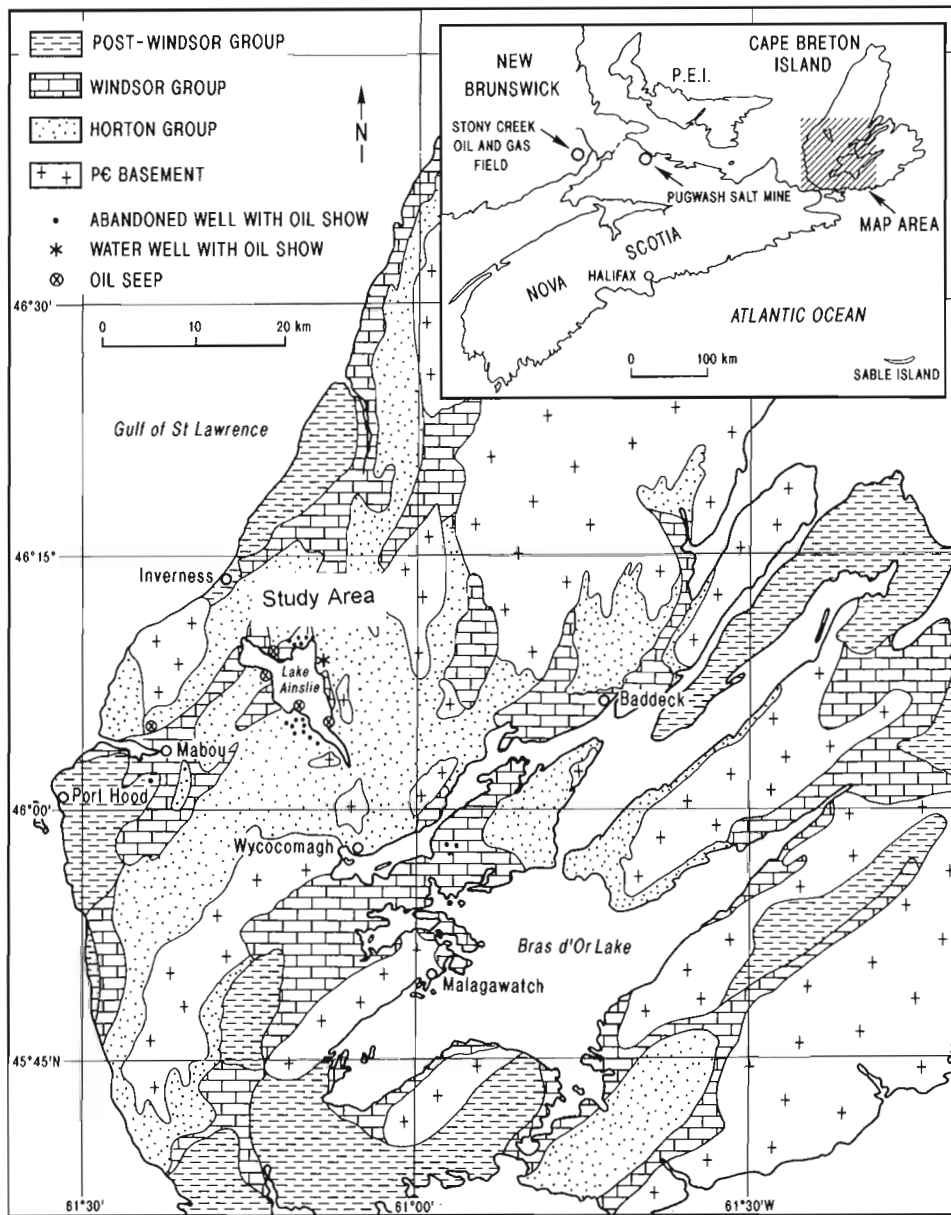 POST-WINDSOR GROUP
WINDSOR GROUP
HORTON GROUP
P€ BASEMENT
• ABANDONED WELL WITH OIL SHOW
* WATER WELL WITH OIL SHOW
⊗ OIL SEEP
N
0 10 20 km
CAPE BRETON
ISLAND
NEW
BRUNSWICK
P.E.I.
STONY CREEK
OIL AND GAS
FIELD
PUGWASH SALT MINE
MAP AREA
NOVA
SCOTIA
HALIFAX
ATLANTIC OCEAN
0 100 km
SABLE ISLAND
46°30'
Gulf of St Lawrence
46°15'
Inverness
Study Area
Lake
Ainslie
Baddeck
Mabou
Port Hood
46°00'
Wycocomagh
Bras d'Or Lake
Malagawatch
45°45'N
61°30'
61°00'
61°30'W